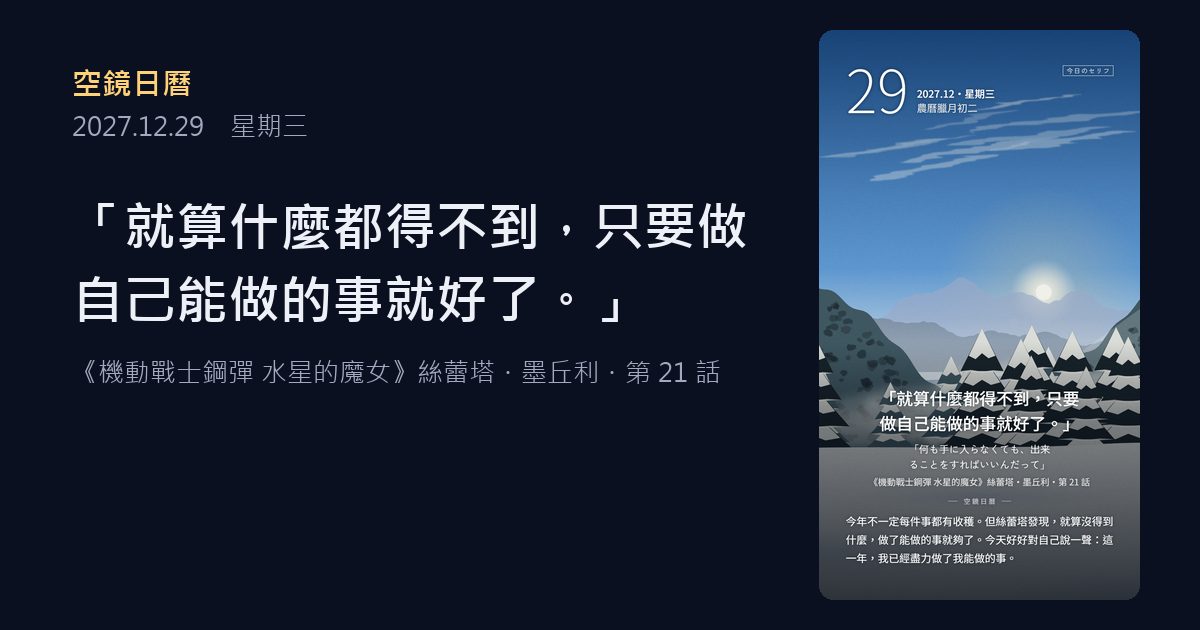 空鏡日曆
2027.12.29 星期三
「就算什麼都得不到，只要做
自己能做的事就好了。」
《機動戰士鋼彈 水星的魔女》絲蕾塔・墨丘利・第 21 話
29
2027.12・星期三
農曆臘月初二
今日のセリフ
「就算什麼都得不到，只要
做自己能做的事就好了。」
「何も手に入らなくても、出来
ることをすればいいんだって」
《機動戰士鋼彈 水星的魔女》絲蕾塔・墨丘利・第 21 話
— 空鏡日曆 —
今年不一定每件事都有收穫。但絲蕾塔發現，就算沒得到
什麼，做了能做的事就夠了。今天好好對自己說一聲：這
一年，我已經盡力做了我能做的事。